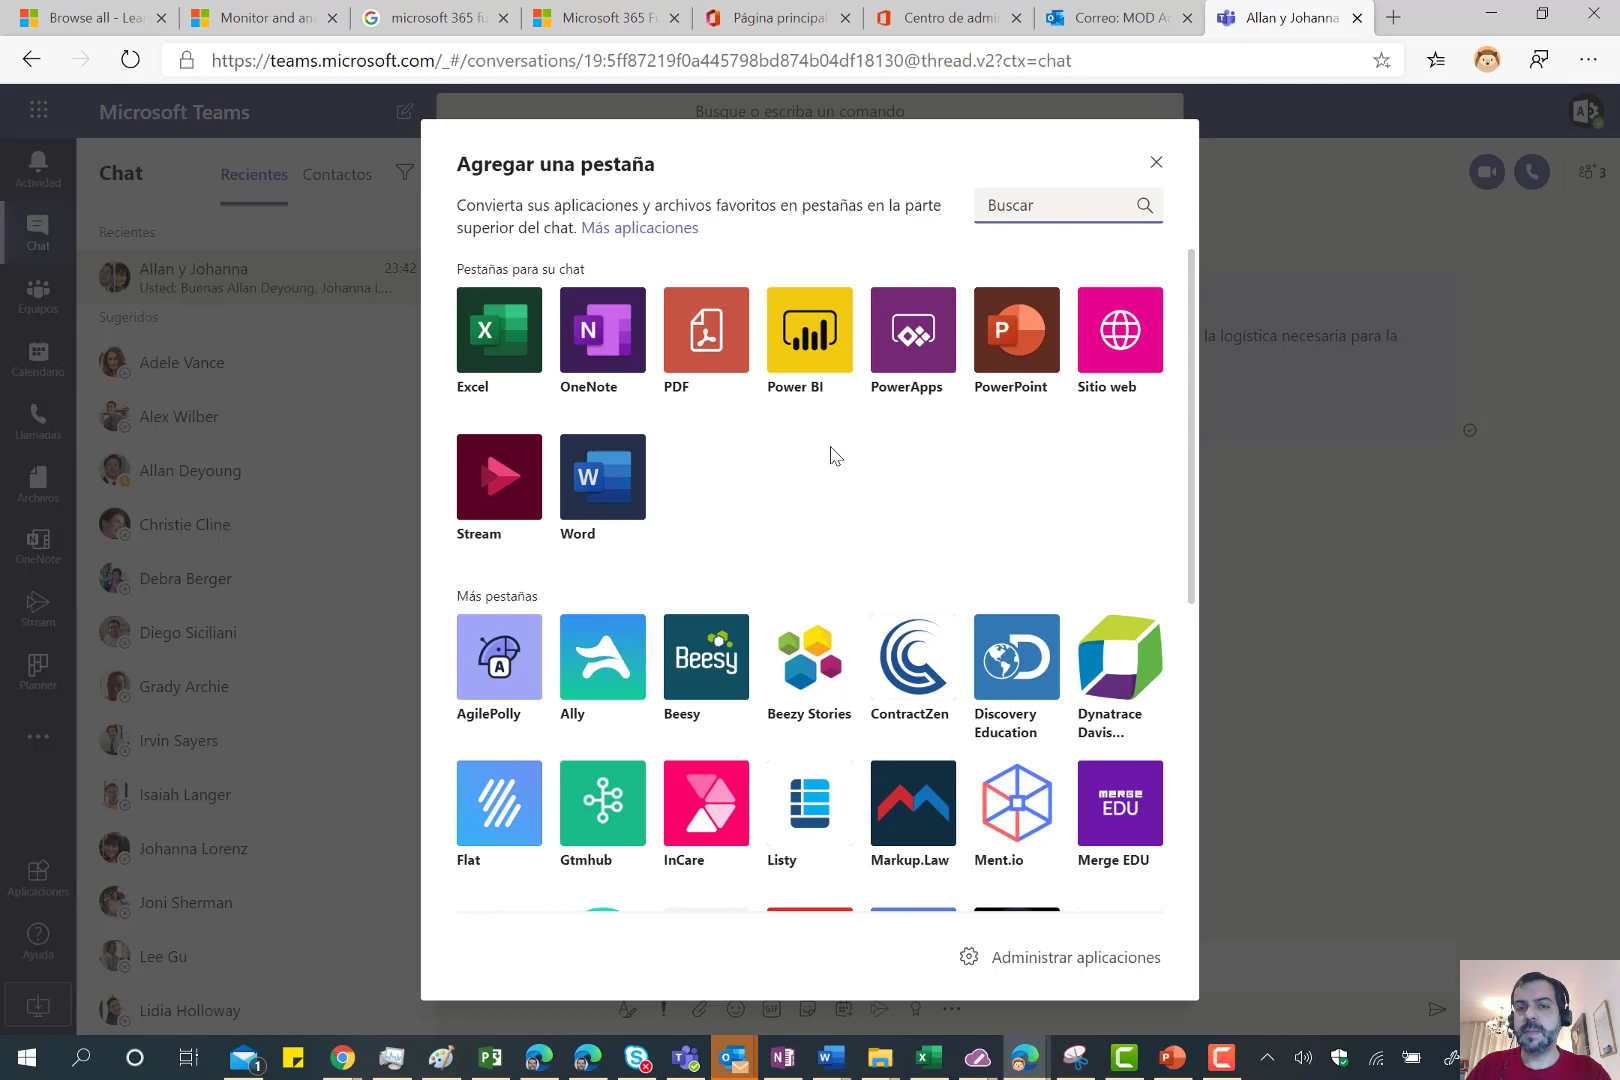 Browse all - Lea
Monitor and an
microsoft 365 fu
Microsoft 365 F
Página principal
Centro de admi
Correo: MOD A
Allan y Johanna
https://teams.microsoft.com/_#/conversations/19:5ff87219f0a445798bd874b04df18130@thread.v2?ctx=chat
Microsoft Teams
Busque o escriba un comando
Actividad
Chat
Equipos
Calendario
Llamadas
Archivos
OneNote
Stream
Planner
Aplicaciones
Ayuda
Chat
Recientes
Contactos
Recientes
Allan y Johanna
23:42
Usted: Buenas Allan Deyoung, Johanna L...
Sugeridos
Adele Vance
Alex Wilber
Allan Deyoung
Christie Cline
Debra Berger
Diego Siciliani
Grady Archie
Irvin Sayers
Isaiah Langer
Johanna Lorenz
Joni Sherman
Lee Gu
Lidia Holloway
3
la logística necesaria para la
Agregar una pestaña
Convierta sus aplicaciones y archivos favoritos en pestañas en la parte
superior del chat. Más aplicaciones
Buscar
Pestañas para su chat
Excel
OneNote
PDF
Power BI
PowerApps
PowerPoint
Sitio web
Stream
Word
Más pestañas
Beesy
AgilePolly
Ally
Beesy
Beezy Stories
ContractZen
Discovery
Education
Dynatrace
Davis...
MERGE
EDU
Flat
Gtmhub
InCare
Listy
Markup.Law
Ment.io
Merge EDU
Administrar aplicaciones
GIF
1